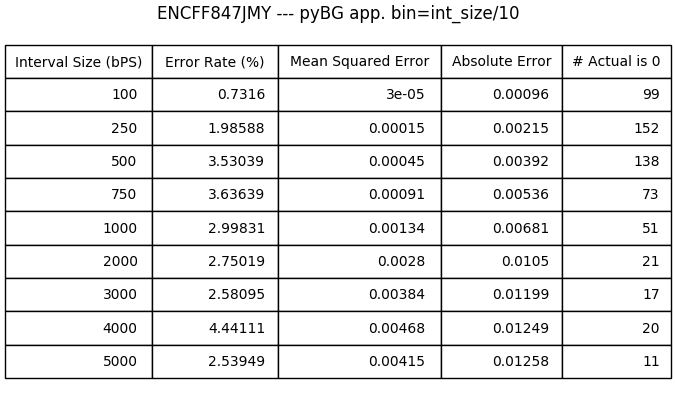 ENCFF847JMY --- pyBG app. bin=int_size/10
Interval Size (bPS) Error Rate (%) Mean Squared Error Absolute Error # Actual is 0
100 0.7316 3e-05 0.00096 99
250 1.98588 0.00015 0.00215 152
500 3.53039 0.00045 0.00392 138
750 3.63639 0.00091 0.00536 73
1000 2.99831 0.00134 0.00681 51
2000 2.75019 0.0028 0.0105 21
3000 2.58095 0.00384 0.01199 17
4000 4.44111 0.00468 0.01249 20
5000 2.53949 0.00415 0.01258 11